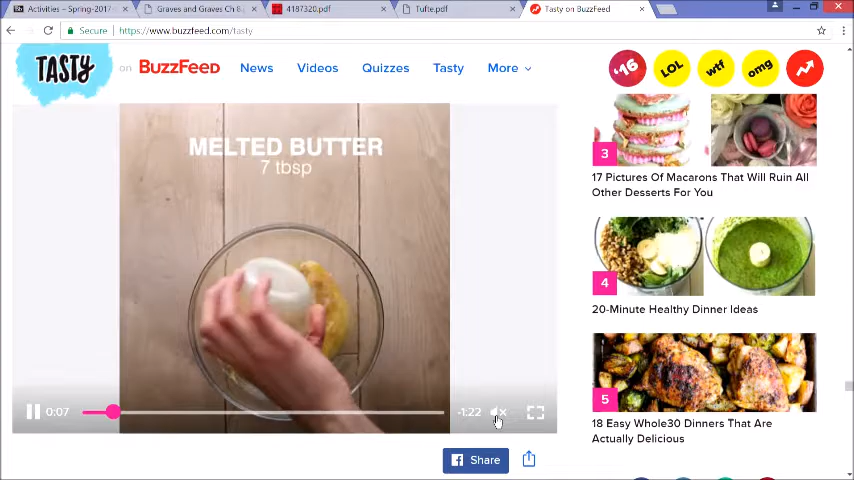 Activities – Spring-2017
Graves and Graves Ch 8.
4187320.pdf
Tufte.pdf
Tasty on BuzzFeed
Secure
https://www.buzzfeed.com/tasty
TASTY on BuzzFeed
News
Videos
Quizzes
Tasty
More
$16
LOL
wtf
omg
MELTED BUTTER
7 tbsp
3
17 Pictures Of Macarons That Will Ruin All
Other Desserts For You
4
20-Minute Healthy Dinner Ideas
5
18 Easy Whole30 Dinners That Are
Actually Delicious
0:07
-1:22
Share